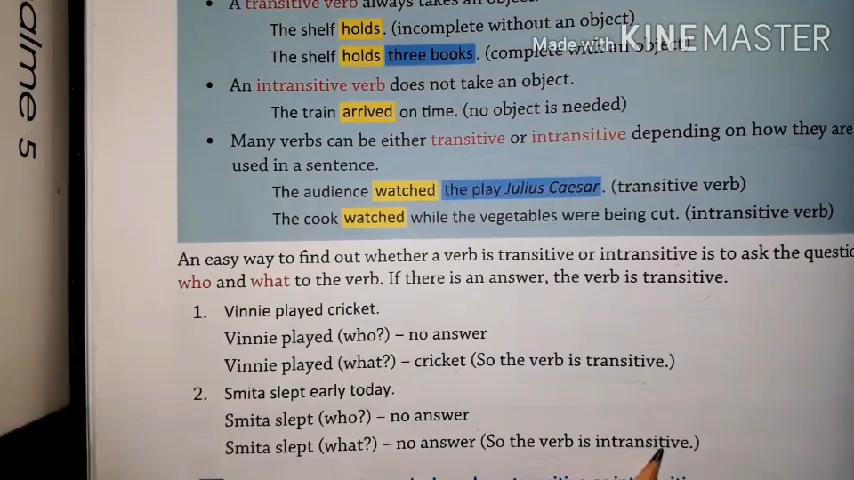 alme 5
A transitive verb always takes an object.
The shelf holds. (incomplete without an object)
The shelf holds three books. (complete with an object)
Made with KINEMASTER
• An intransitive verb does not take an object.
The train arrived on time. (no object is needed)
• Many verbs can be either transitive or intransitive depending on how they are
used in a sentence.
The audience watched the play Julius Caesar. (transitive verb)
The cook watched while the vegetables were being cut. (intransitive verb)
An easy way to find out whether a verb is transitive or intransitive is to ask the questio
who and what to the verb. If there is an answer, the verb is transitive.
1. Vinnie played cricket.
Vinnie played (who?) – no answer
Vinnie played (what?) – cricket (So the verb is transitive.)
2. Smita slept early today.
Smita slept (who?) – no answer
Smita slept (what?) – no answer (So the verb is intransitive.)